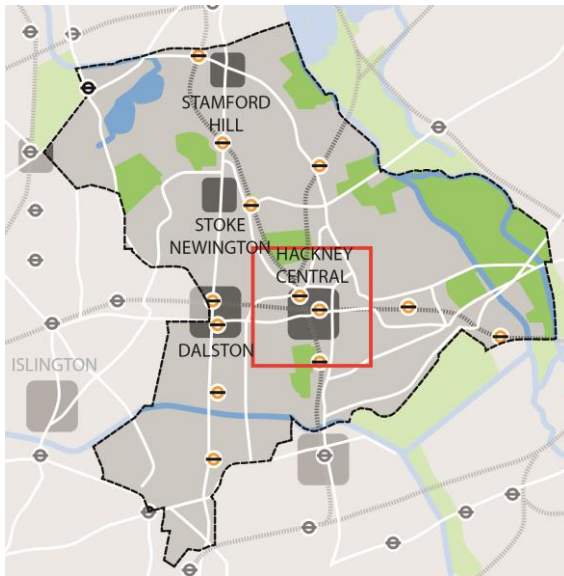 STAMFORD
HILL
STOKE
NEWINGTON
HACKNEY
CENTRAL
DALSTON
ISLINGTON